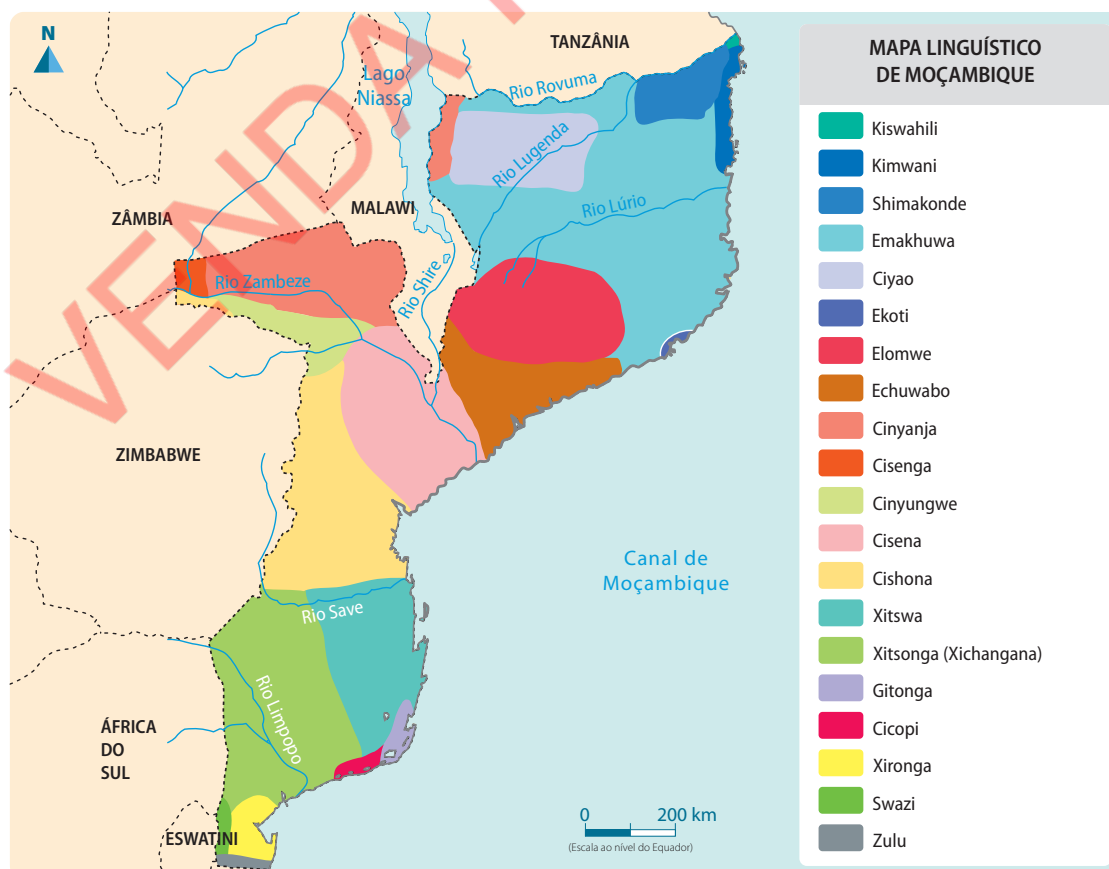 VENDA
N
TANZÂNIA
Lago
Niassa
Rio Rovuma
Rio Lugenda
Rio Lúrio
MALAWI
ZÂMBIA
Rio Shire
Rio Zambeze
ZIMBABWE
Canal de
Moçambique
Rio Save
Rio Limpopo
ÁFRICA
DO
SUL
ESWATINI
0 200 km
(Escala ao nível do Equador)
MAPA LINGUÍSTICO
DE MOÇAMBIQUE
Kiswahili
Kimwani
Shimakonde
Emakhuwa
Ciyao
Ekoti
Elomwe
Echuwabo
Cinyanja
Cisenga
Cinyungwe
Cisena
Cishona
Xitswa
Xitsonga (Xichangana)
Gitonga
Cicopi
Xironga
Swazi
Zulu